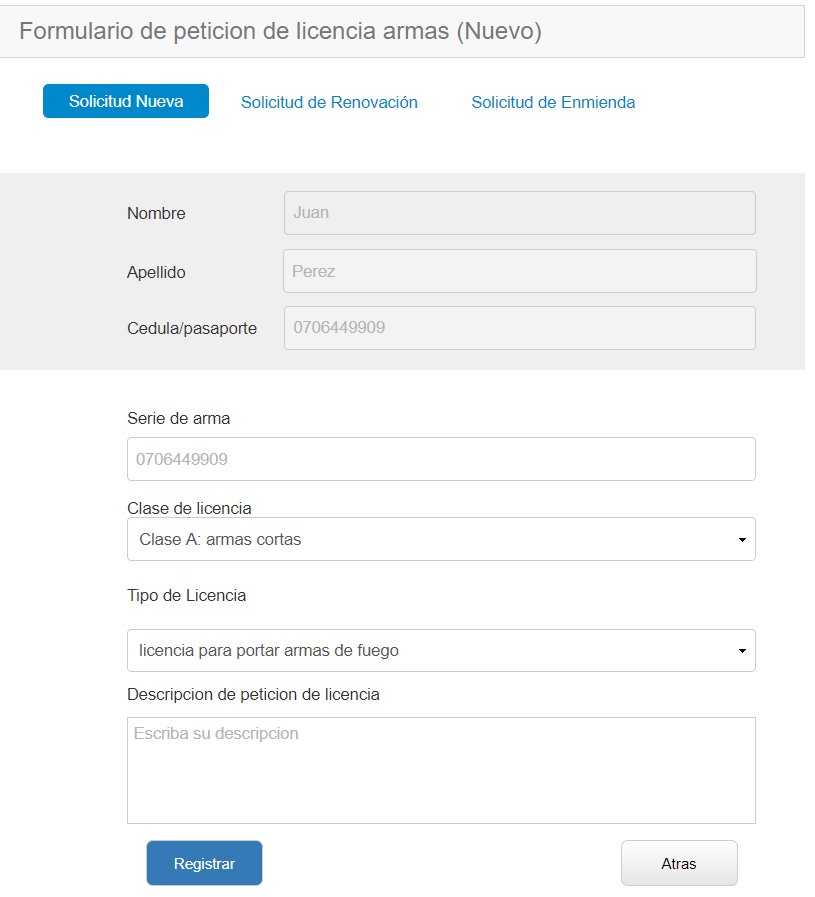 Formulario de peticion de licencia armas (Nuevo)
Solicitud Nueva Solicitud de Renovación Solicitud de Enmienda
Nombre Juan
Apellido Perez
Cedula/pasaporte 0706449909
Serie de arma
0706449909
Clase de licencia
Clase A: armas cortas
Tipo de Licencia
licencia para portar armas de fuego
Descripcion de peticion de licencia
Escriba su descripcion
Registrar Atras